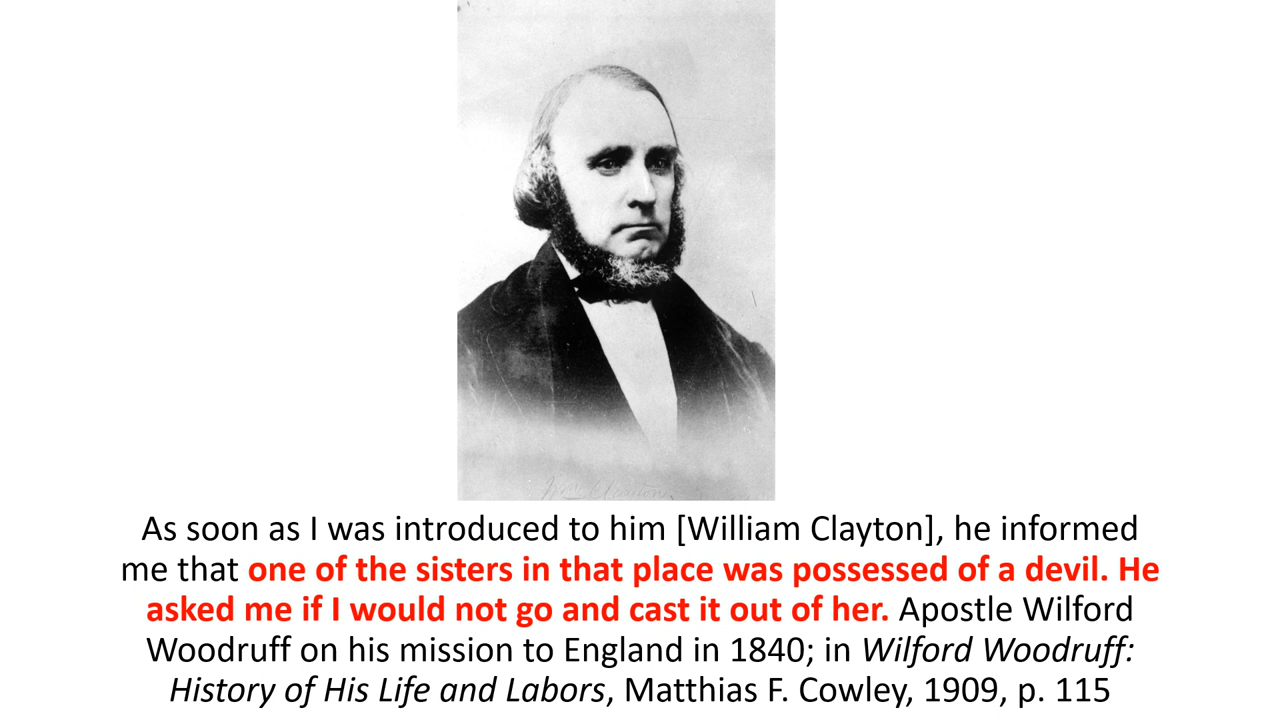 As soon as I was introduced to him [William Clayton], he informed
me that one of the sisters in that place was possessed of a devil. He
asked me if I would not go and cast it out of her. Apostle Wilford
Woodruff on his mission to England in 1840; in Wilford Woodruff:
History of His Life and Labors, Matthias F. Cowley, 1909, p. 115